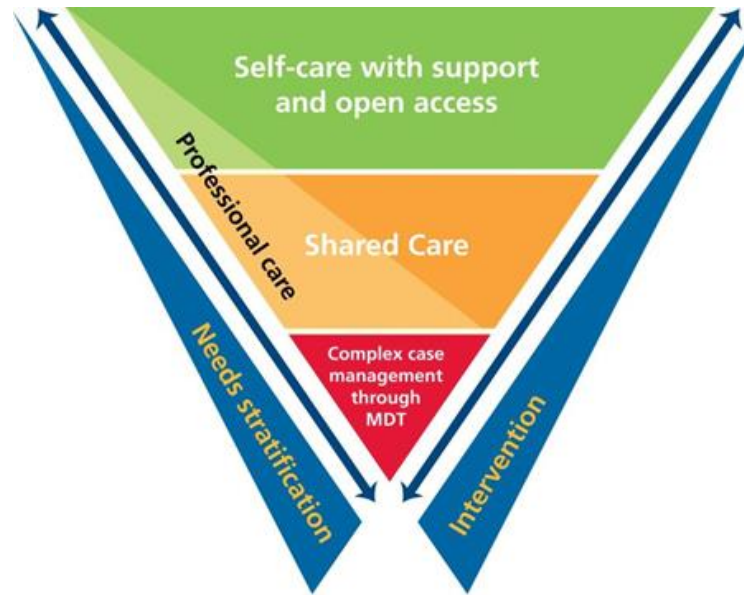 Self-care with support
and open access
Professional care
Shared Care
Complex case
management
through
MDT
Needs stratification
Intervention